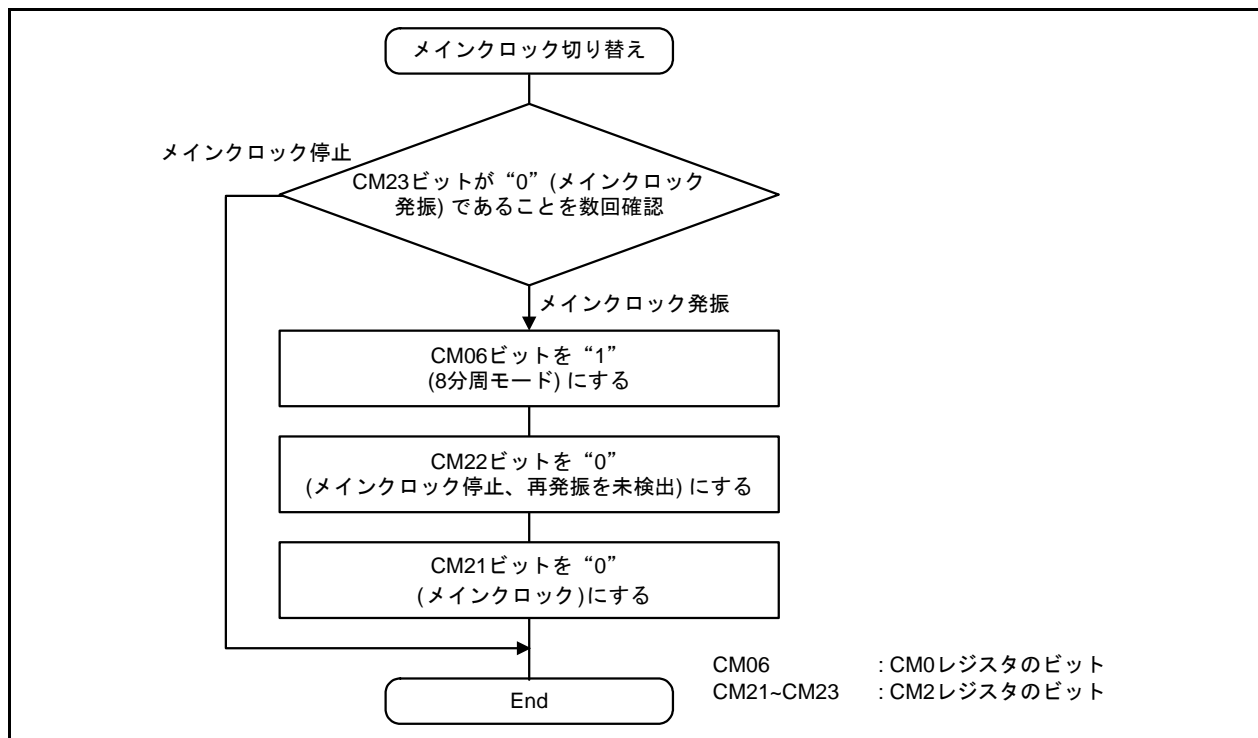 メインクロック切り替え
メインクロック停止
CM23ビットが“0” (メインクロック
発振) であることを数回確認
メインクロック発振
CM06ビットを“1”
(8分周モード) にする
CM22ビットを“0”
(メインクロック停止、再発振を未検出) にする
CM21ビットを“0”
(メインクロック)にする
End
CM06 : CM0レジスタのビット
CM21~CM23 : CM2レジスタのビット